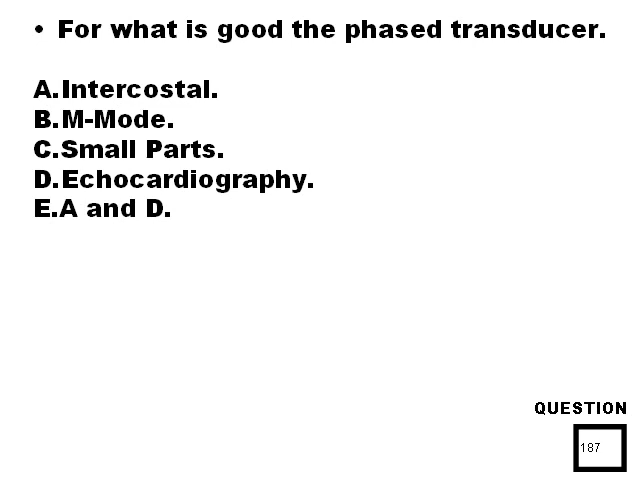 • For what is good the phased transducer.
A.Intercostal.
B.M-Mode.
C.Small Parts.
D.Echocardiography.
E.A and D.
QUESTION
187